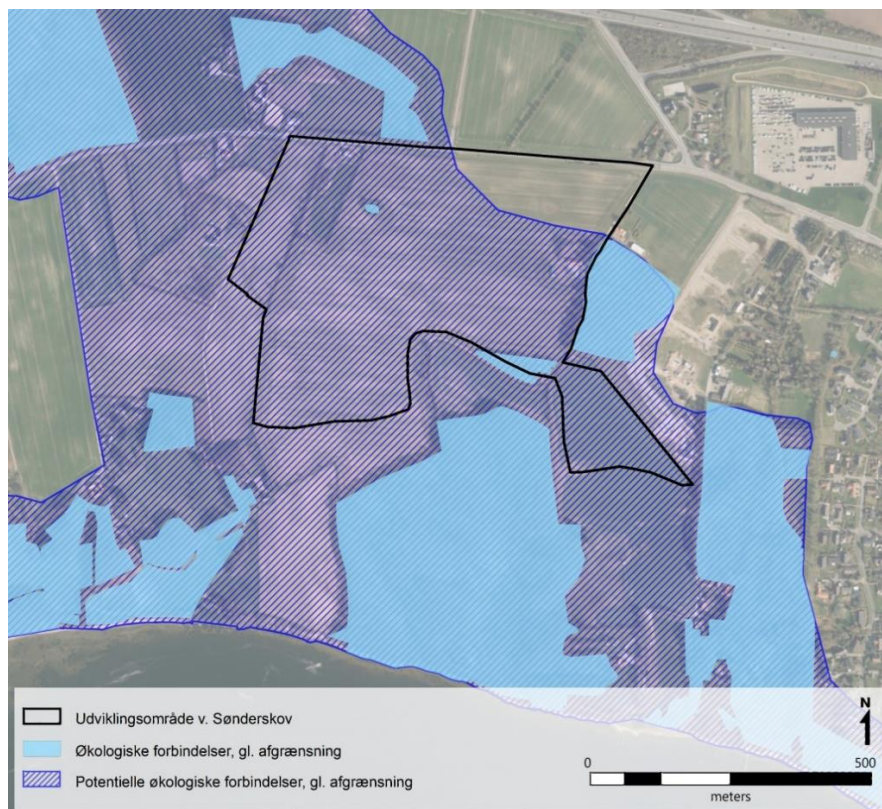 Udviklingsområde v. Sønderskov
Økologiske forbindelser, gl. afgrænsning
Potentielle økologiske forbindelser, gl. afgrænsning
N
0 500
meters